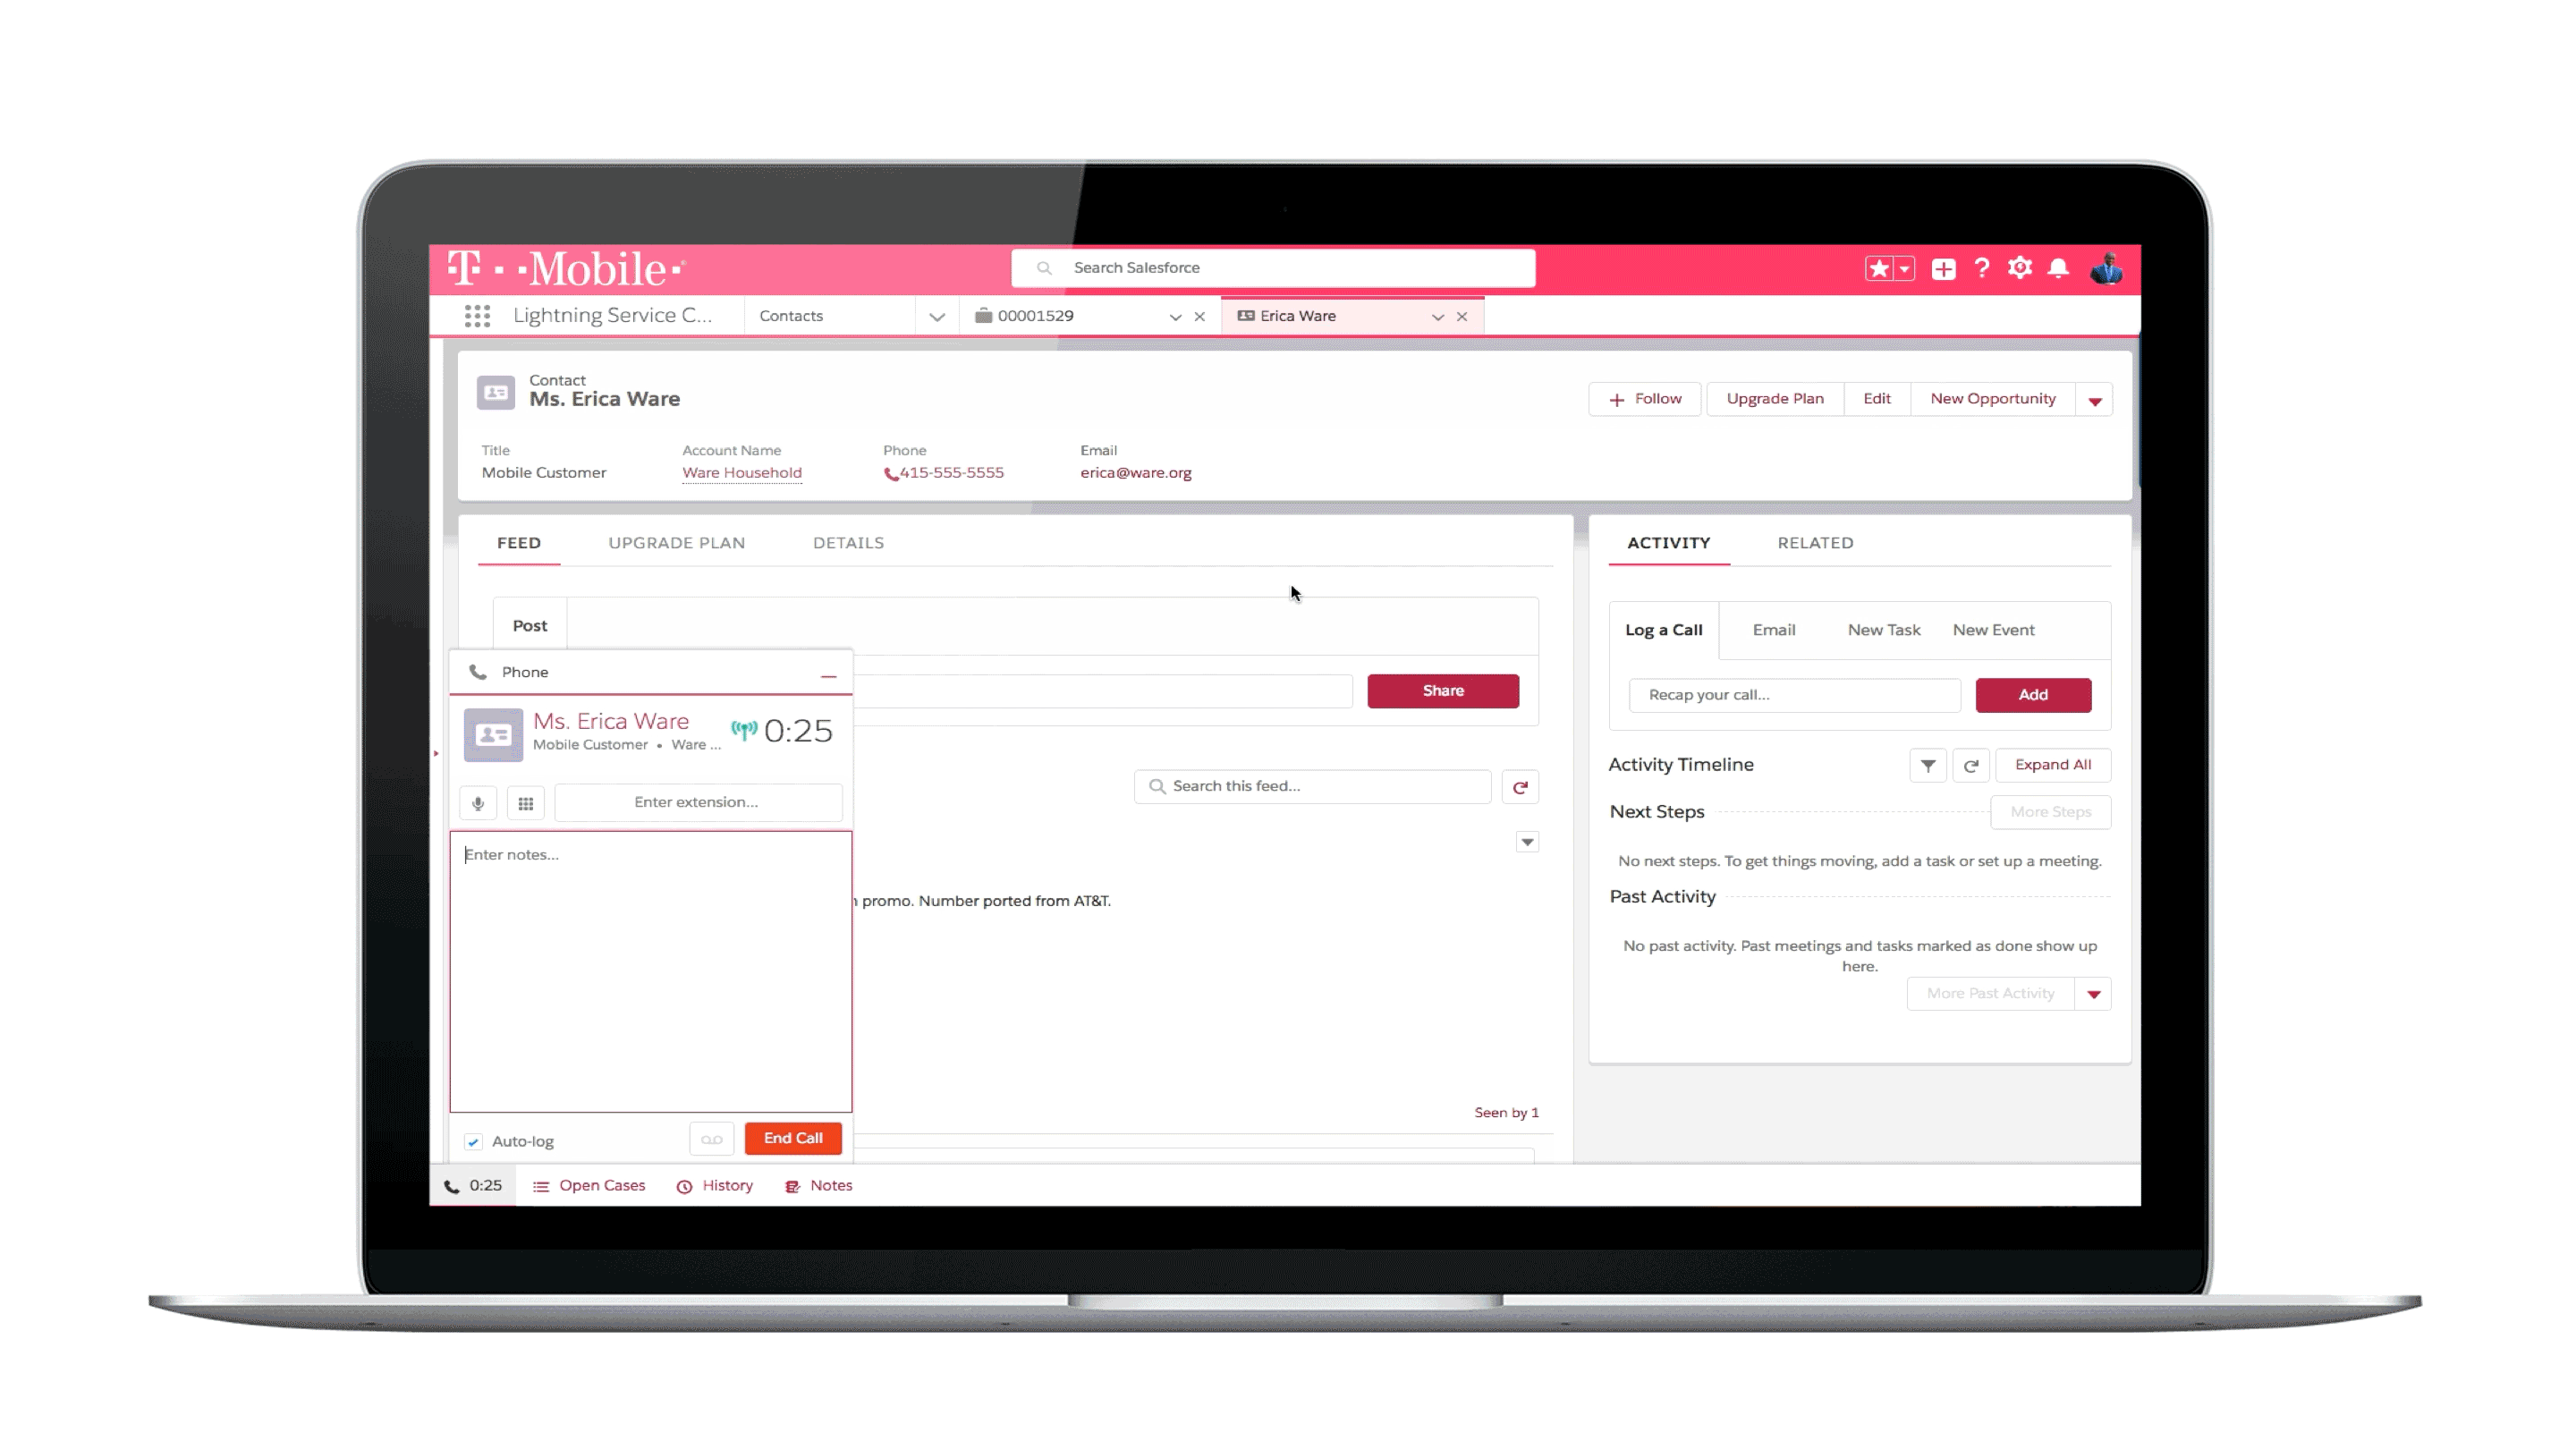 T · ·Mobile·
Search Salesforce
Lightning Service C...
Contacts
00001529
Erica Ware
Contact
Ms. Erica Ware
Follow
Upgrade Plan
Edit
New Opportunity
Title
Account Name
Phone
Email
Mobile Customer
Ware Household
415-555-5555
erica@ware.org
FEED
UPGRADE PLAN
DETAILS
Post
Share
Search this feed...
promo. Number ported from AT&T.
Seen by 1
Phone
Ms. Erica Ware
0:25
Mobile Customer • Ware ...
Enter extension...
Enter notes...
Auto-log
End Call
ACTIVITY
RELATED
Log a Call
Email
New Task
New Event
Recap your call...
Add
Activity Timeline
Expand All
Next Steps
More Steps
No next steps. To get things moving, add a task or set up a meeting.
Past Activity
No past activity. Past meetings and tasks marked as done show up
here.
More Past Activity
0:25
Open Cases
History
Notes